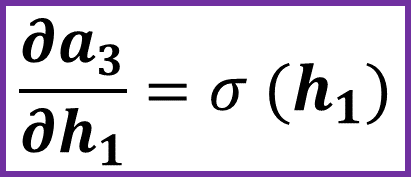 ∂a₃/∂h₁ = σ (h₁)